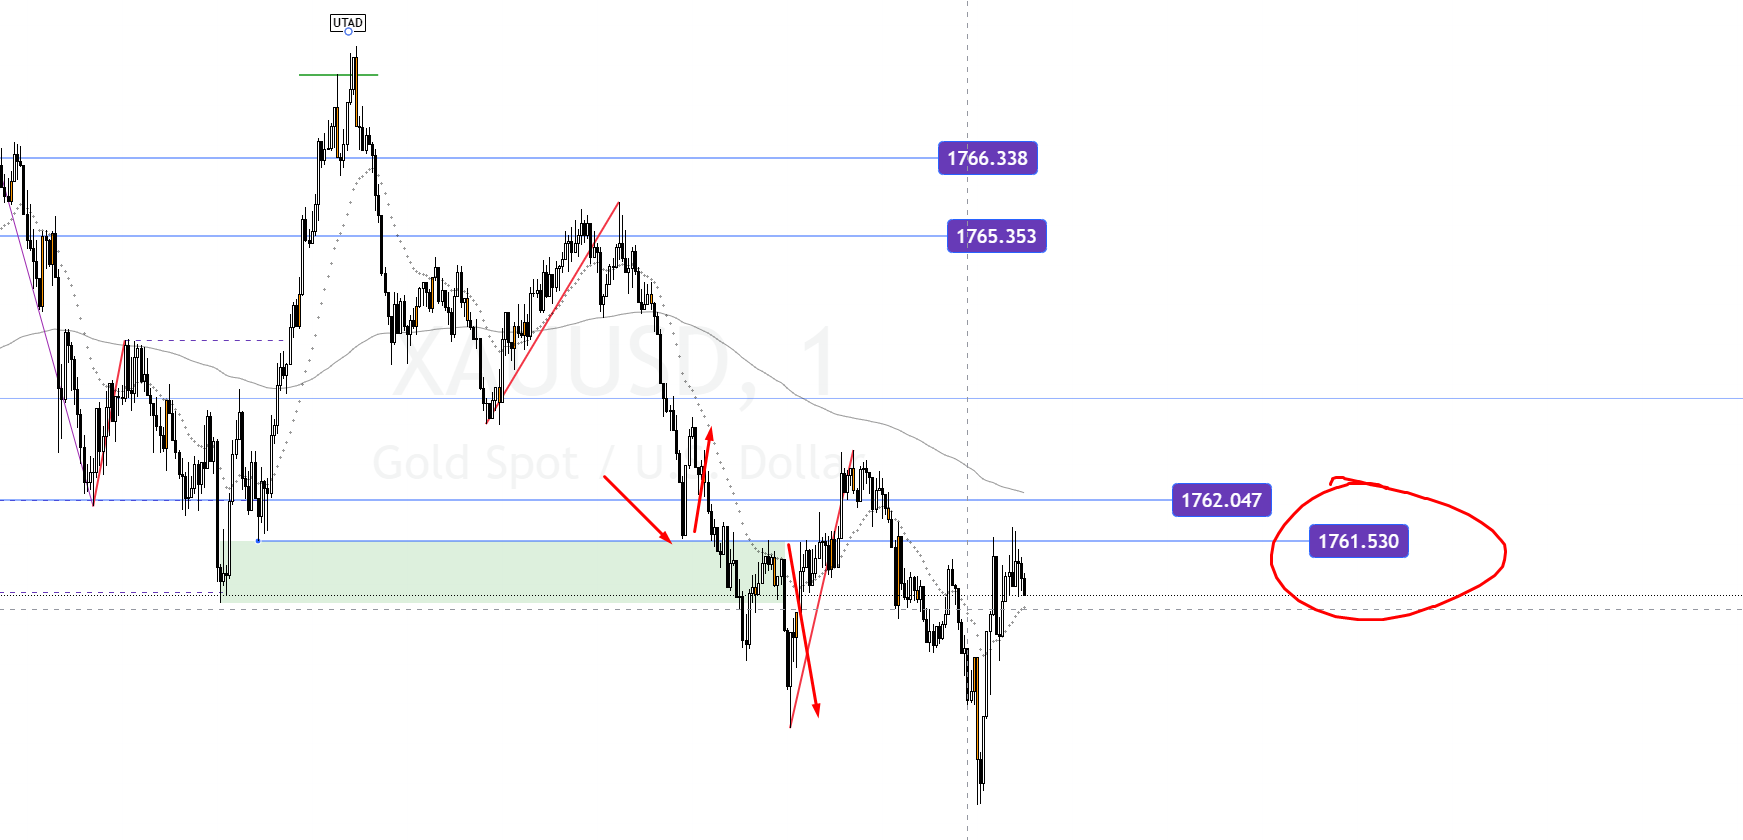 UTAD
1766.338
1765.353
XAUUSD, 1
Gold Spot / U.S. Dollar
1762.047
1761.530